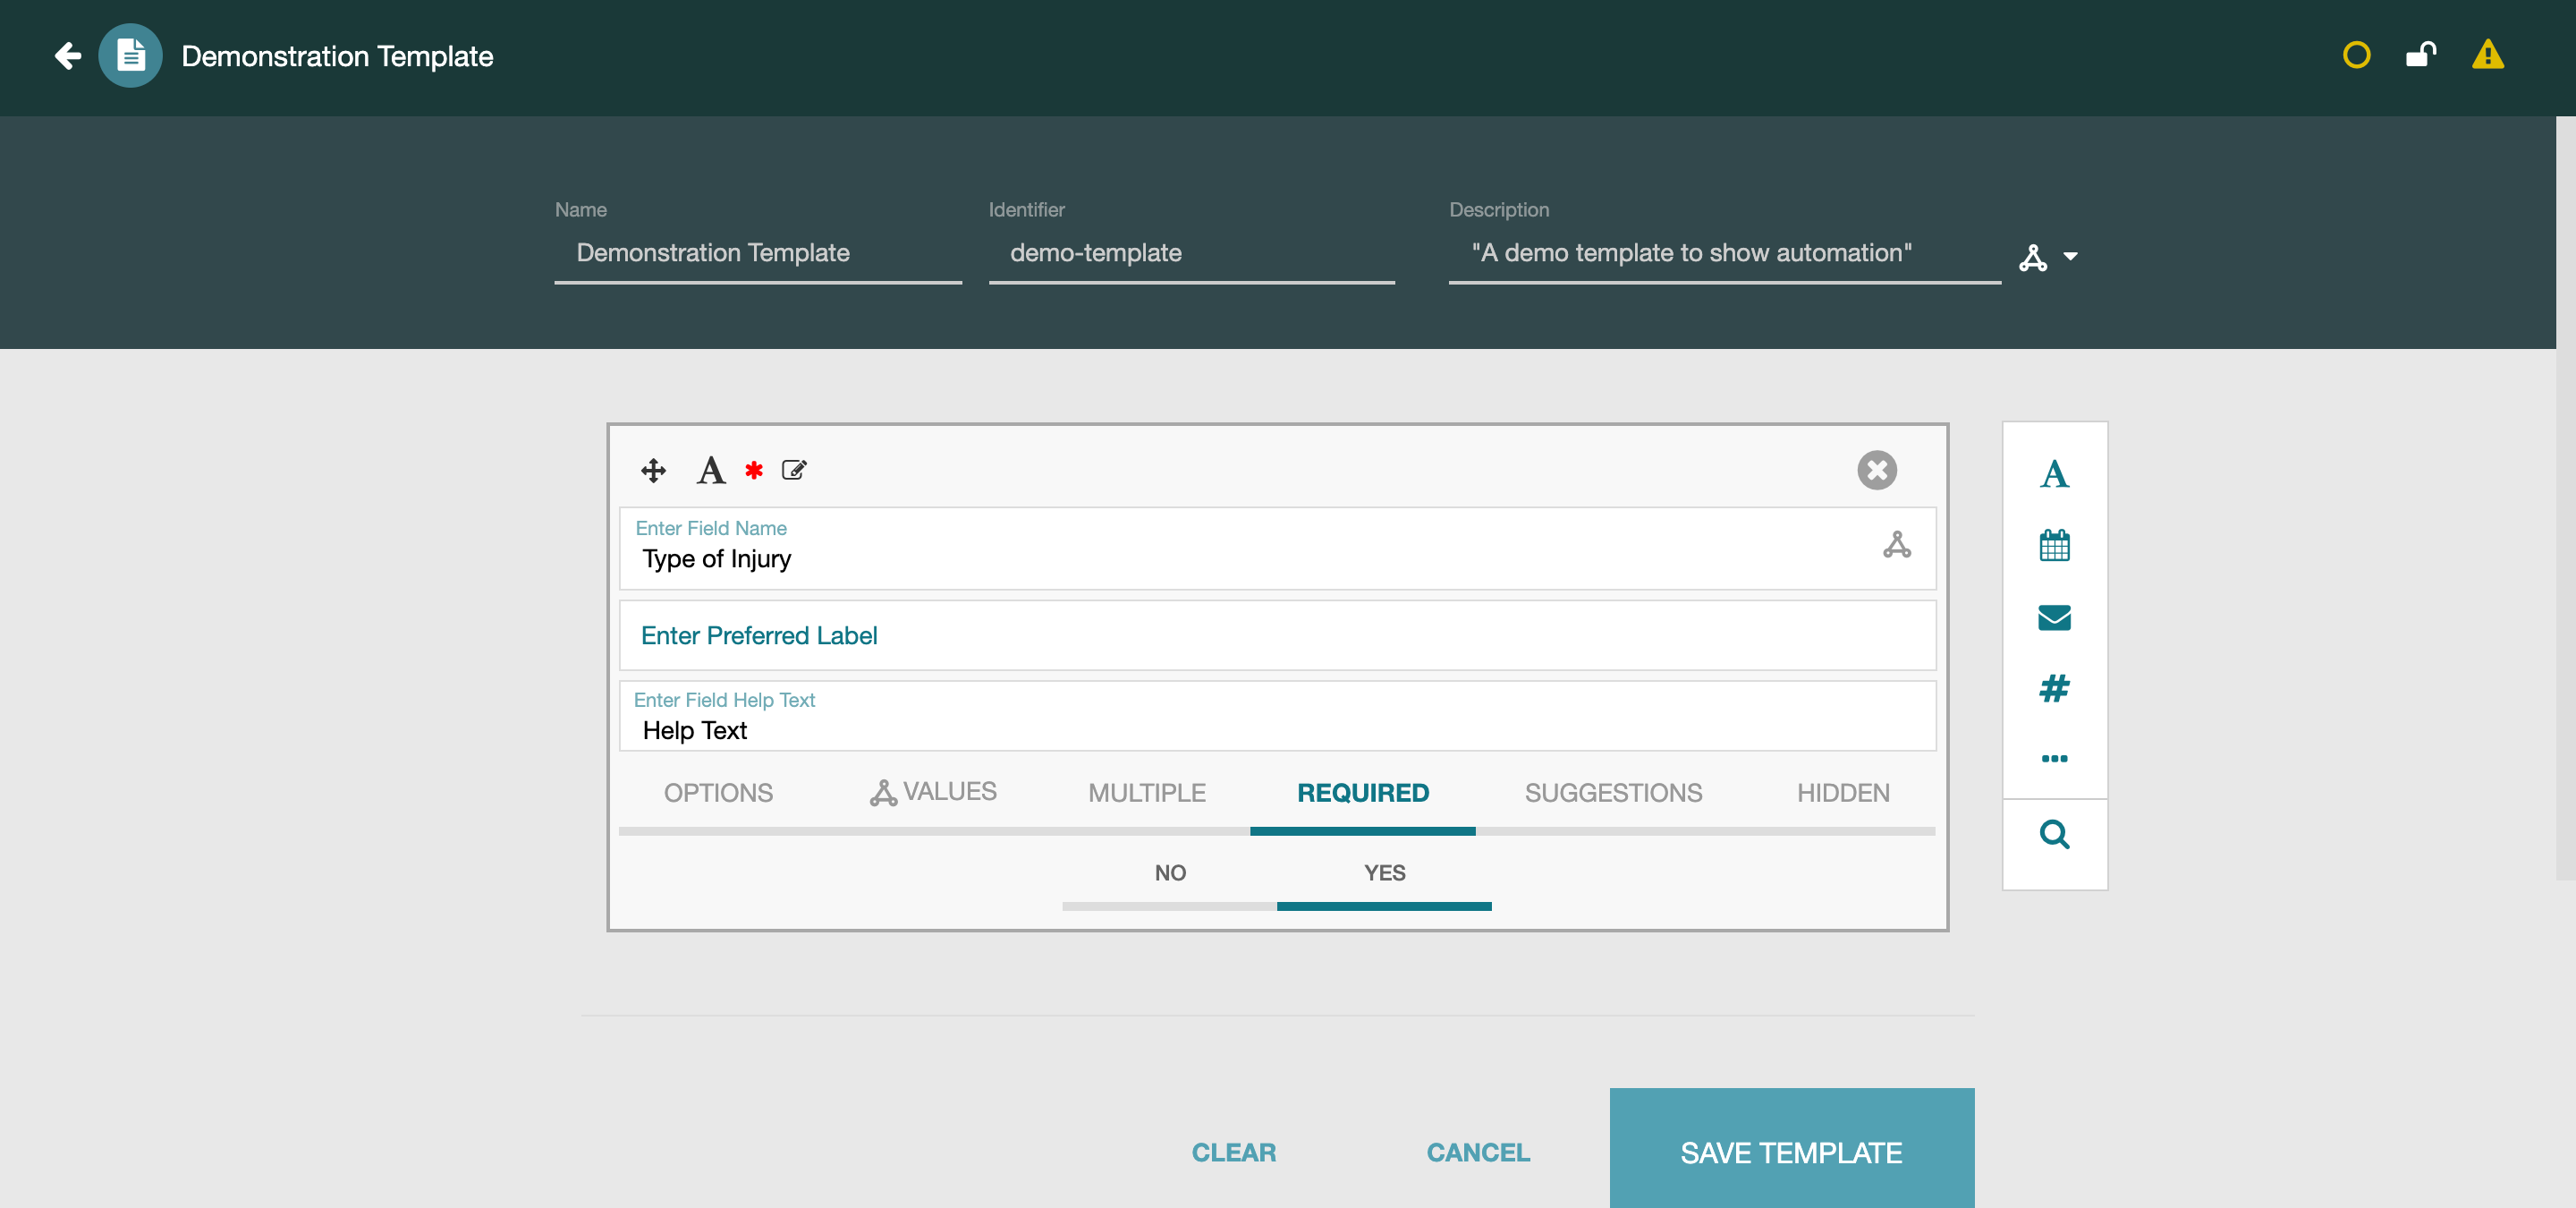 Demonstration Template
Name
Identifier
Description
Demonstration Template
demo-template
"A demo template to show automation"
A
Enter Field Name
Type of Injury
Enter Preferred Label
Enter Field Help Text
Help Text
OPTIONS
VALUES
MULTIPLE
REQUIRED
SUGGESTIONS
HIDDEN
NO
YES
A
#
CLEAR
CANCEL
SAVE TEMPLATE